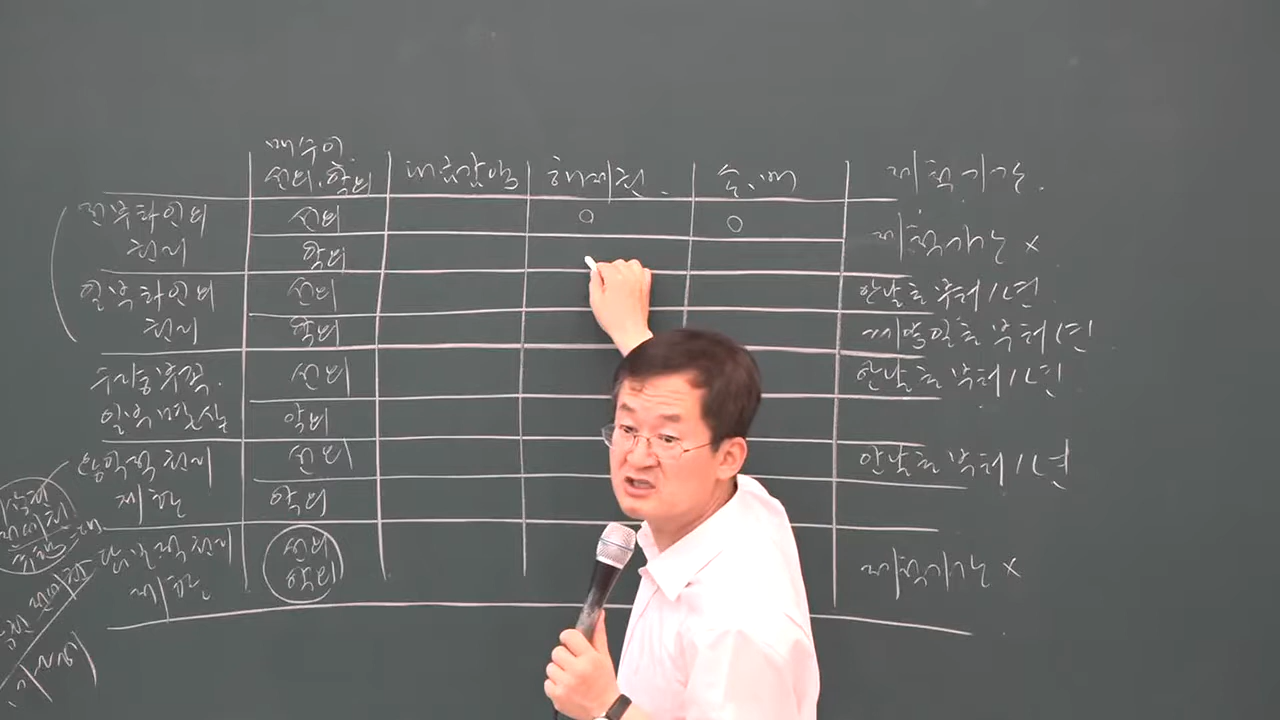 매수인
선의, 악의 대금감액 해제권 손·배 제척기간
전부타인의 선의 ○ ○ 제척기간 ×
권리 악의
일부타인의 선의 안날로부터 1년
권리 악의 계약일로부터 1년
수량부족 선의 안날로부터 1년
일부멸실 악의
용익적권리 선의 안날로부터 1년
제한 악의
담보적권리 선의 제척기간 ×
제한 악의